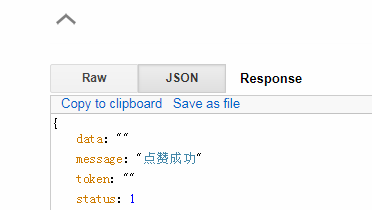 Raw JSON Response
Copy to clipboard Save as file
{
data: ""
message: "点赞成功"
token: ""
status: 1